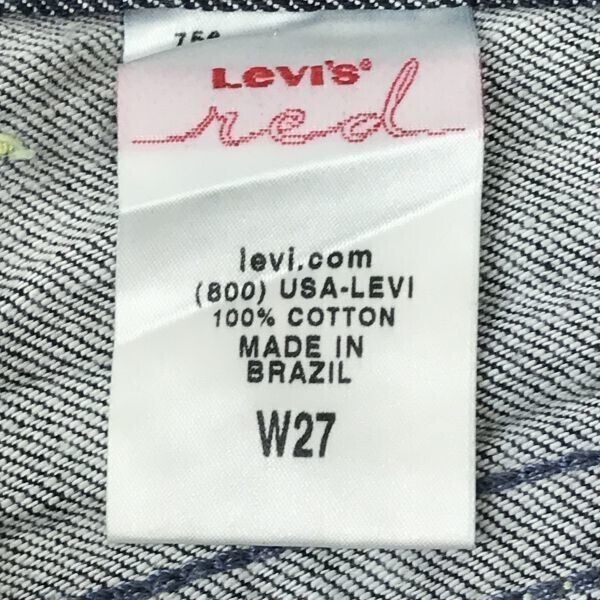 LEVI'S®
red
levi.com
(800) USA-LEVI
100% COTTON
MADE IN
BRAZIL
W27